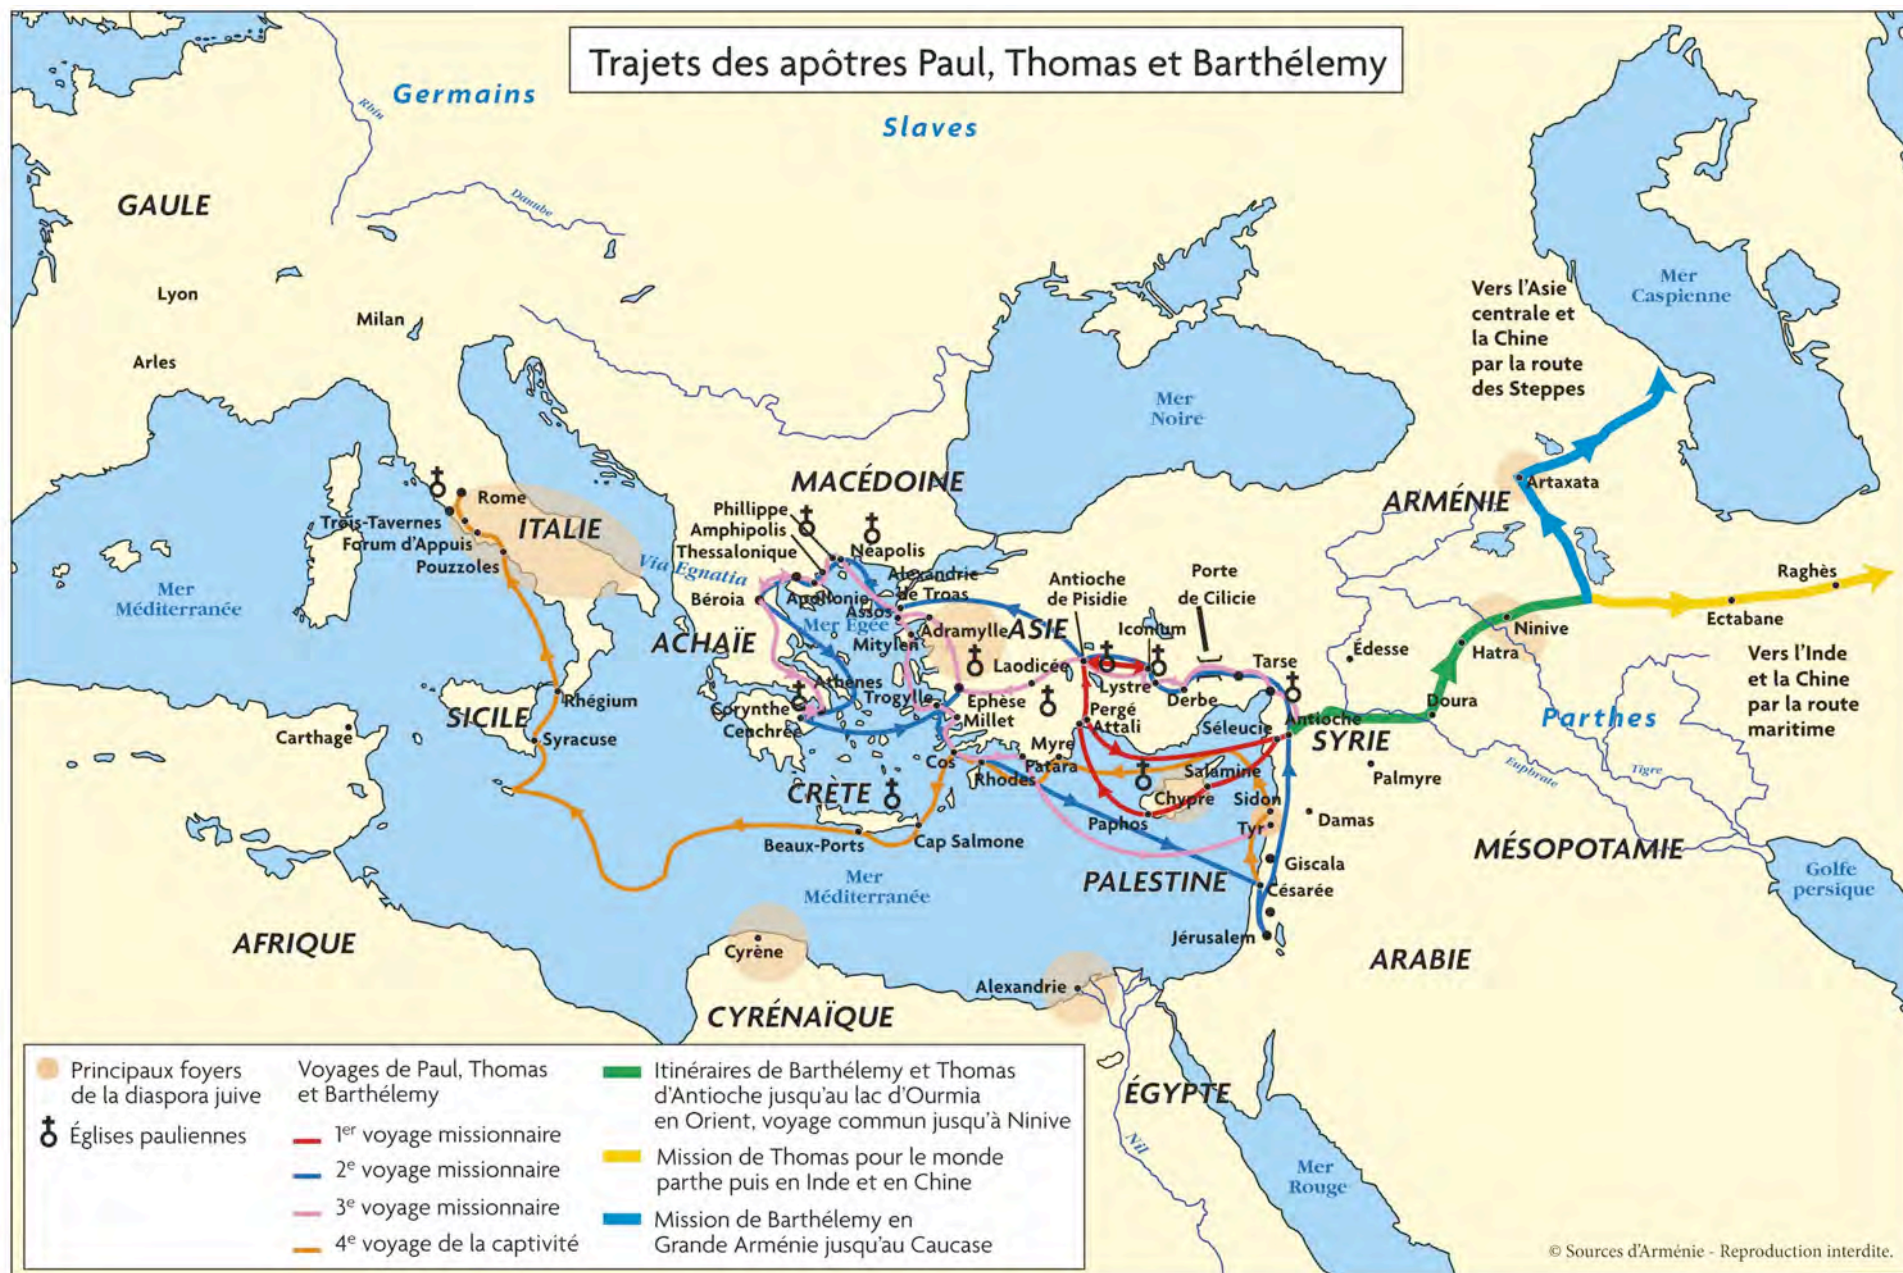 Trajets des apôtres Paul, Thomas et Barthélemy
Germains
Slaves
Rhin
Danube
GAULE
Lyon
Milan
Arles
Mer
Caspienne
Vers l'Asie
centrale et
la Chine
par la route
des Steppes
Mer
Noire
MACÉDOINE
ARMÉNIE
Artaxata
Rome
Trois-Tavernes
Forum d'Appuis
Pouzzoles
ITALIE
Via Egnatia
Phillippe
Amphipolis
Thessalonique
Néapolis
Alexandrie
de Troas
Béroia
Apollonie
Assos
Mer Égée
Mitylen
Adramylle
ASIE
Antioche
de Pisidie
Iconium
Porte
de Cilicie
Raghès
Ectabane
Ninive
Hatra
Édesse
Mer
Méditerranée
ACHAÏE
Laodicée
Tarse
Lystre
Derbe
Athènes
Trogylle
Ephèse
Millet
Corynthe
Cenchrée
Pergé
Attali
Séleucie
Antioche
SYRIE
Doura
Parthes
Vers l'Inde
et la Chine
par la route
maritime
Rhégium
SICILE
Syracuse
Carthage
Cos
Rhodes
Myre
Patara
Salamine
Chypre
Paphos
Sidon
Tyr
Palmyre
Damas
Euphrate
Tigre
CRÈTE
Beaux-Ports
Cap Salmone
MÉSOPOTAMIE
Giscala
Césarée
PALESTINE
Mer
Méditerranée
Golfe
persique
Jérusalem
AFRIQUE
Cyrène
ARABIE
Alexandrie
CYRÉNAÏQUE
ÉGYPTE
Nil
Mer
Rouge
Principaux foyers
de la diaspora juive
Églises pauliennes
Voyages de Paul, Thomas
et Barthélemy
1er voyage missionnaire
2e voyage missionnaire
3e voyage missionnaire
4e voyage de la captivité
Itinéraires de Barthélemy et Thomas
d'Antioche jusqu'au lac d'Ourmia
en Orient, voyage commun jusqu'à Ninive
Mission de Thomas pour le monde
parthe puis en Inde et en Chine
Mission de Barthélemy en
Grande Arménie jusqu'au Caucase
© Sources d'Arménie - Reproduction interdite.